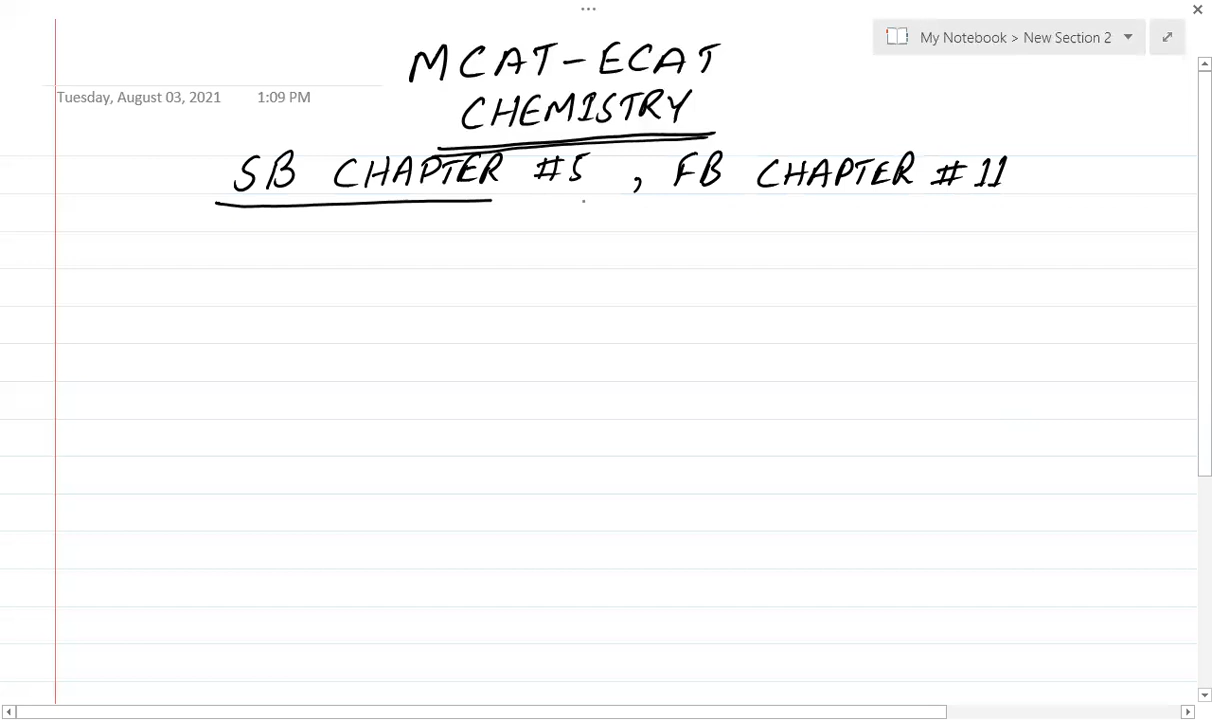 My Notebook > New Section 2
MCAT-ECAT
Tuesday, August 03, 2021 1:09 PM
CHEMISTRY
SB CHAPTER #5 , FB CHAPTER #11